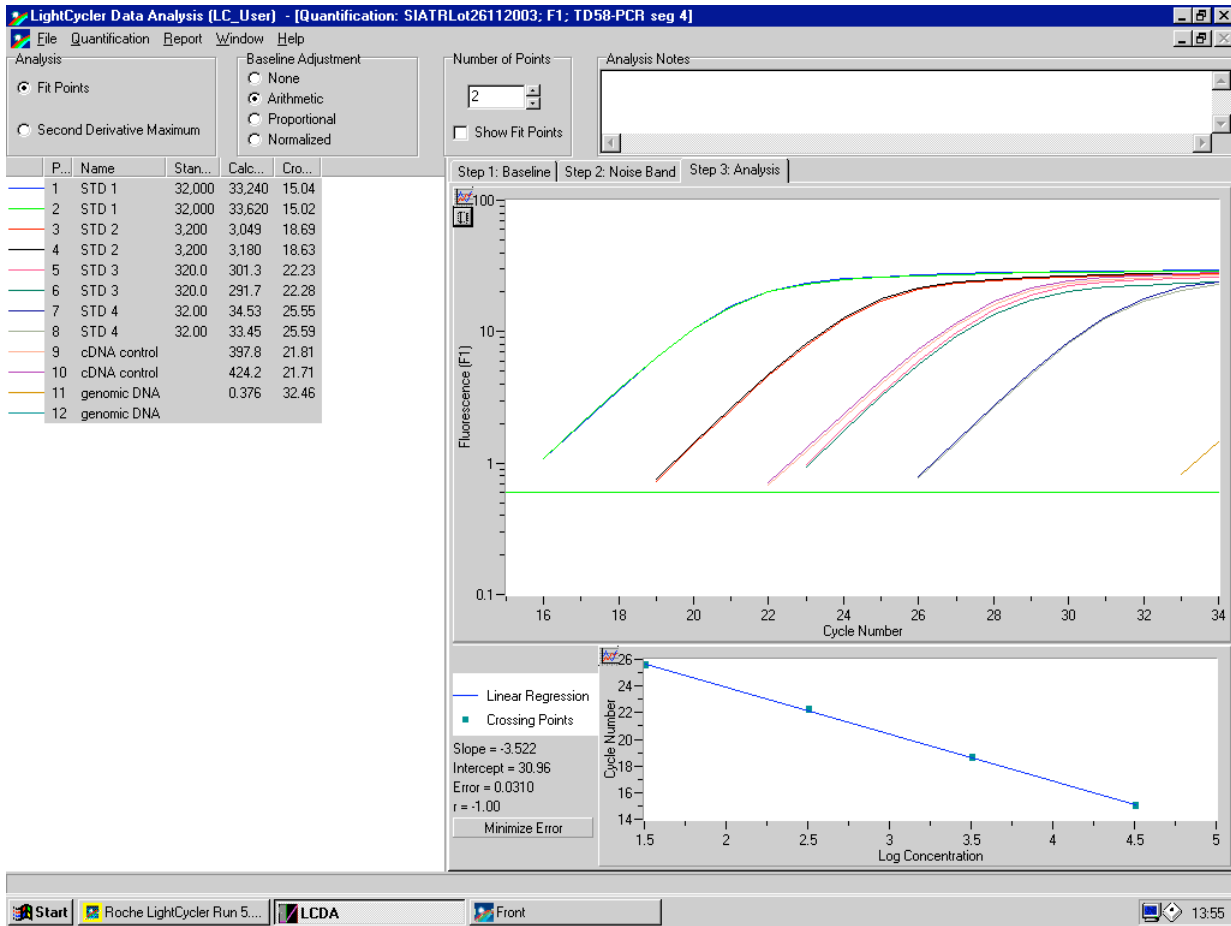 LightCycler Data Analysis (LC_User) - [Quantification: SIATRLot26112003; F1; TD58-PCR seg 4]
File Quantification Report Window Help
Analysis
Fit Points
Second Derivative Maximum
Baseline Adjustment
None
Arithmetic
Proportional
Normalized
Number of Points
2
Show Fit Points
Analysis Notes
P... Name Stan... Calc... Cro...
1 STD 1 32,000 33,240 15.04
2 STD 1 32,000 33,620 15.02
3 STD 2 3,200 3,049 18.69
4 STD 2 3,200 3,180 18.63
5 STD 3 320.0 301.3 22.23
6 STD 3 320.0 291.7 22.28
7 STD 4 32.00 34.53 25.55
8 STD 4 32.00 33.45 25.59
9 cDNA control 397.8 21.81
10 cDNA control 424.2 21.71
11 genomic DNA 0.376 32.46
12 genomic DNA
Step 1: Baseline Step 2: Noise Band Step 3: Analysis
100
10
1
0.1
Fluorescence (F1)
16 18 20 22 24 26 28 30 32 34
Cycle Number
Linear Regression
Crossing Points
Slope = -3.522
Intercept = 30.96
Error = 0.0310
r = -1.00
Minimize Error
26
24
22
20
18
16
14
Cycle Number
1.5 2 2.5 3 3.5 4 4.5 5
Log Concentration
Start Roche LightCycler Run 5.... LCDA Front 13:55